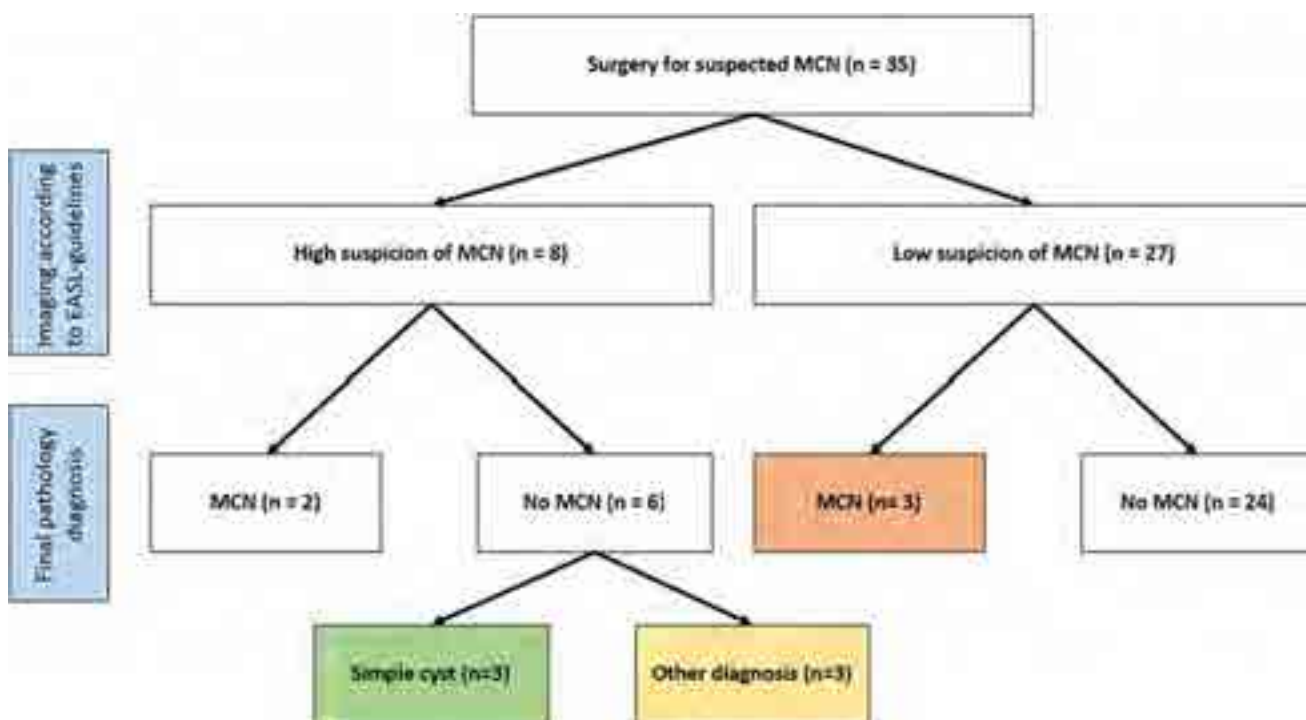 Surgery for suspected MCN (n = 35)
Imaging according
to EASL-guidelines
High suspicion of MCN (n = 8)
Low suspicion of MCN (n = 27)
Final pathology
diagnosis
MCN (n = 2)
No MCN (n = 6)
MCN (n= 3)
No MCN (n = 24)
Simple cyst (n=3)
Other diagnosis (n=3)